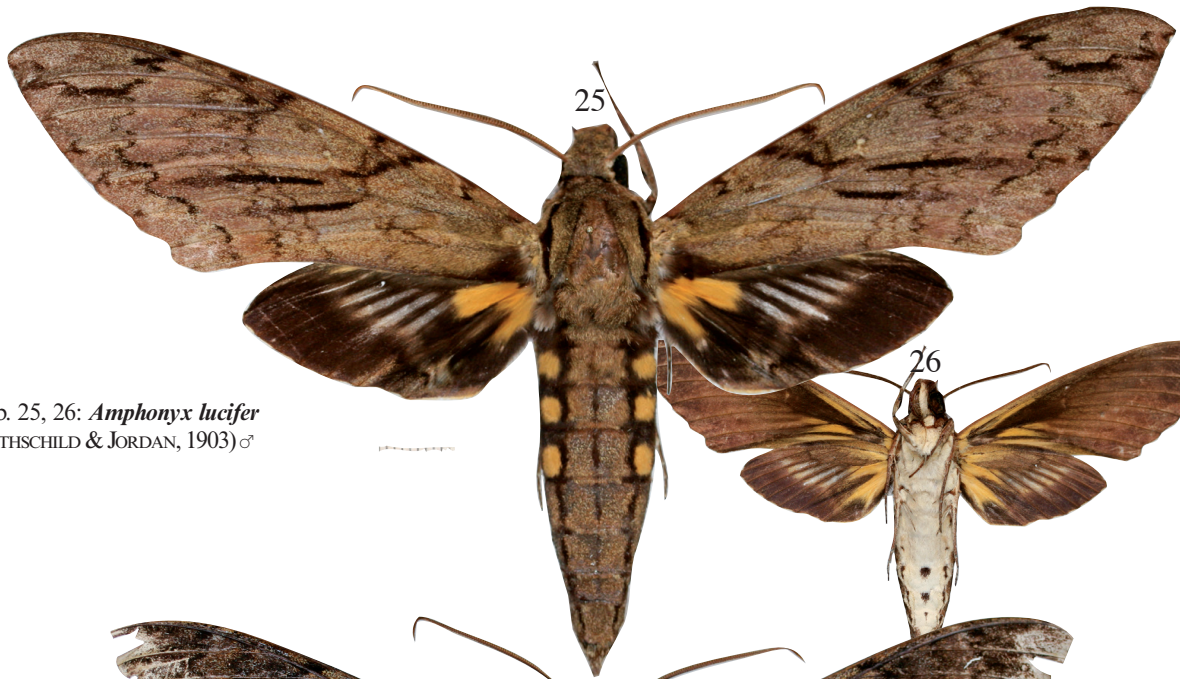 25
26
b. 25, 26: Amphonyx lucifer
THSCHILD & JORDAN, 1903) ♂